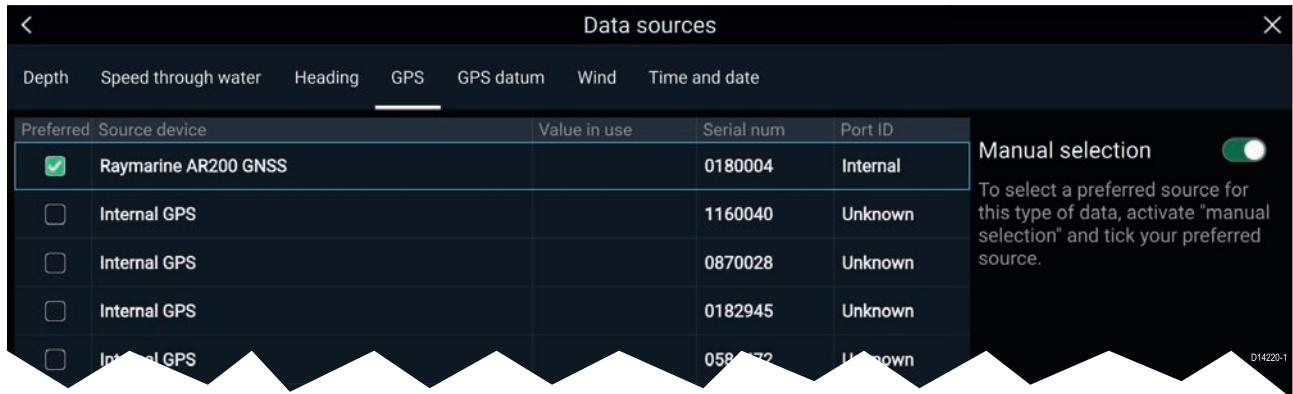 Data sources
Depth Speed through water Heading GPS GPS datum Wind Time and date
Preferred Source device Value in use Serial num Port ID
Raymarine AR200 GNSS 0180004 Internal
Internal GPS 1160040 Unknown
Internal GPS 0870028 Unknown
Internal GPS 0182945 Unknown
GPS
Manual selection
To select a preferred source for
this type of data, activate "manual
selection" and tick your preferred
source.
D14220-1